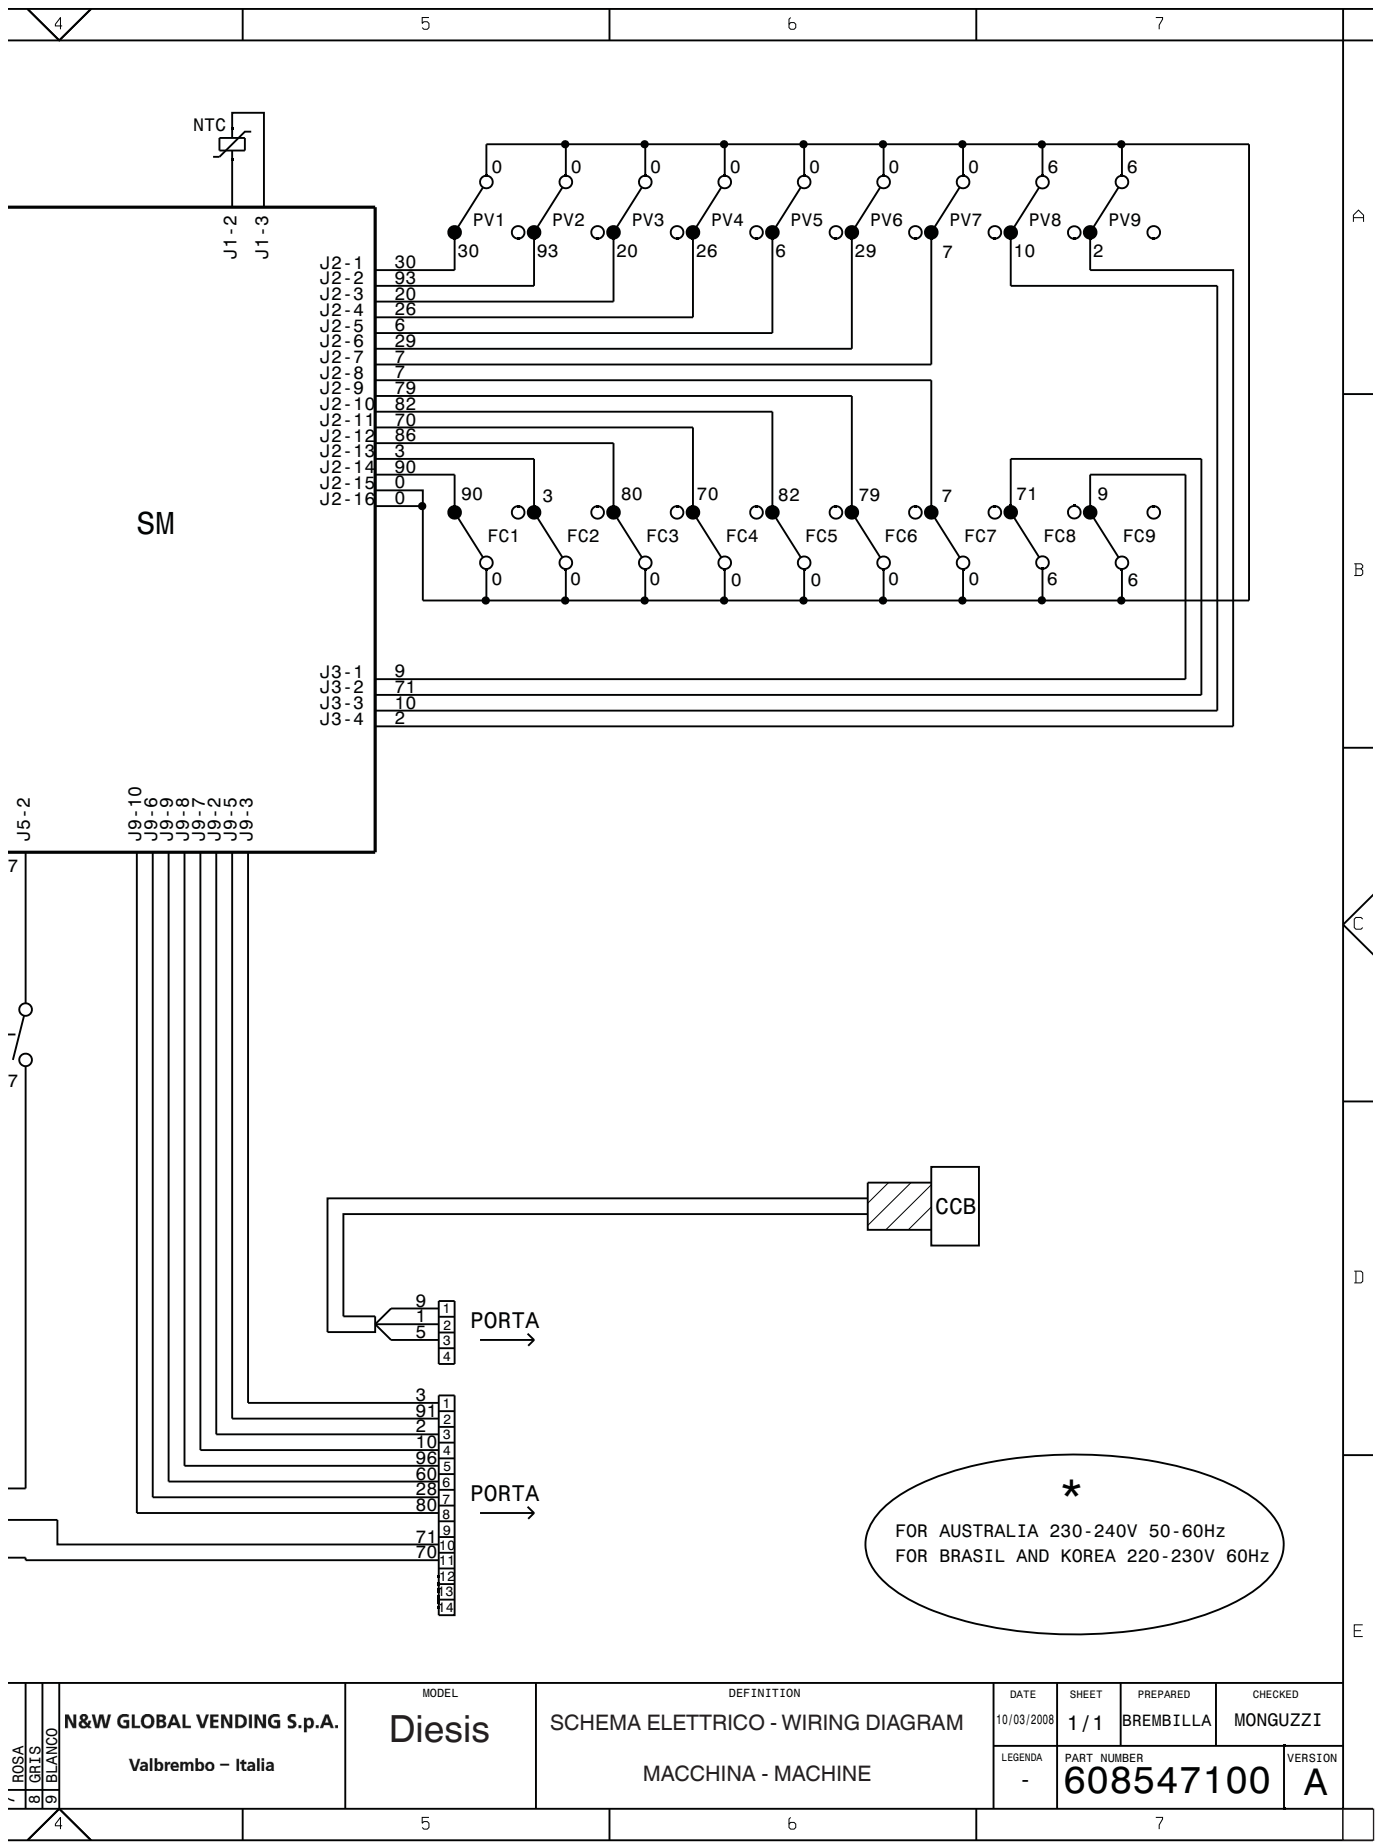 4 5 6 7
NTC
J1-2 J1-3
0 0 0 0 0 0 0 6 6
PV1 PV2 PV3 PV4 PV5 PV6 PV7 PV8 PV9
30 93 20 26 6 29 7 10 2
A
J2-1 30
J2-2 93
J2-3 20
J2-4 26
J2-5 6
J2-6 29
J2-7 7
J2-8 7
J2-9 79
J2-10 82
J2-11 70
J2-12 86
J2-13 3
J2-14 90
J2-15 0
J2-16 0
90 3 80 70 82 79 7 71 9
SM
FC1 FC2 FC3 FC4 FC5 FC6 FC7 FC8 FC9
0 0 0 0 0 0 0 6 6
B
J3-1 9
J3-2 71
J3-3 10
J3-4 2
J5-2
J9-10 J9-6 J9-9 J9-8 J9-7 J9-2 J9-5 J9-3
7
C
7
CCB
D
9 1
1 2
5 3
4
PORTA
3 1
91 2
2 3
10 4
96 5
60 6
28 7
80 8
9
71 10
70 11
12
13
14
PORTA
*
FOR AUSTRALIA 230-240V 50-60Hz
FOR BRASIL AND KOREA 220-230V 60Hz
E
7 ROSA
8 GRIS
9 BLANCO
N&W GLOBAL VENDING S.p.A.
Valbrembo – Italia
MODEL
Diesis
DEFINITION
SCHEMA ELETTRICO - WIRING DIAGRAM
MACCHINA - MACHINE
DATE
10/03/2008
SHEET
1/1
PREPARED
BREMBILLA
CHECKED
MONGUZZI
LEGENDA
-
PART NUMBER
608547100
VERSION
A
4 5 6 7